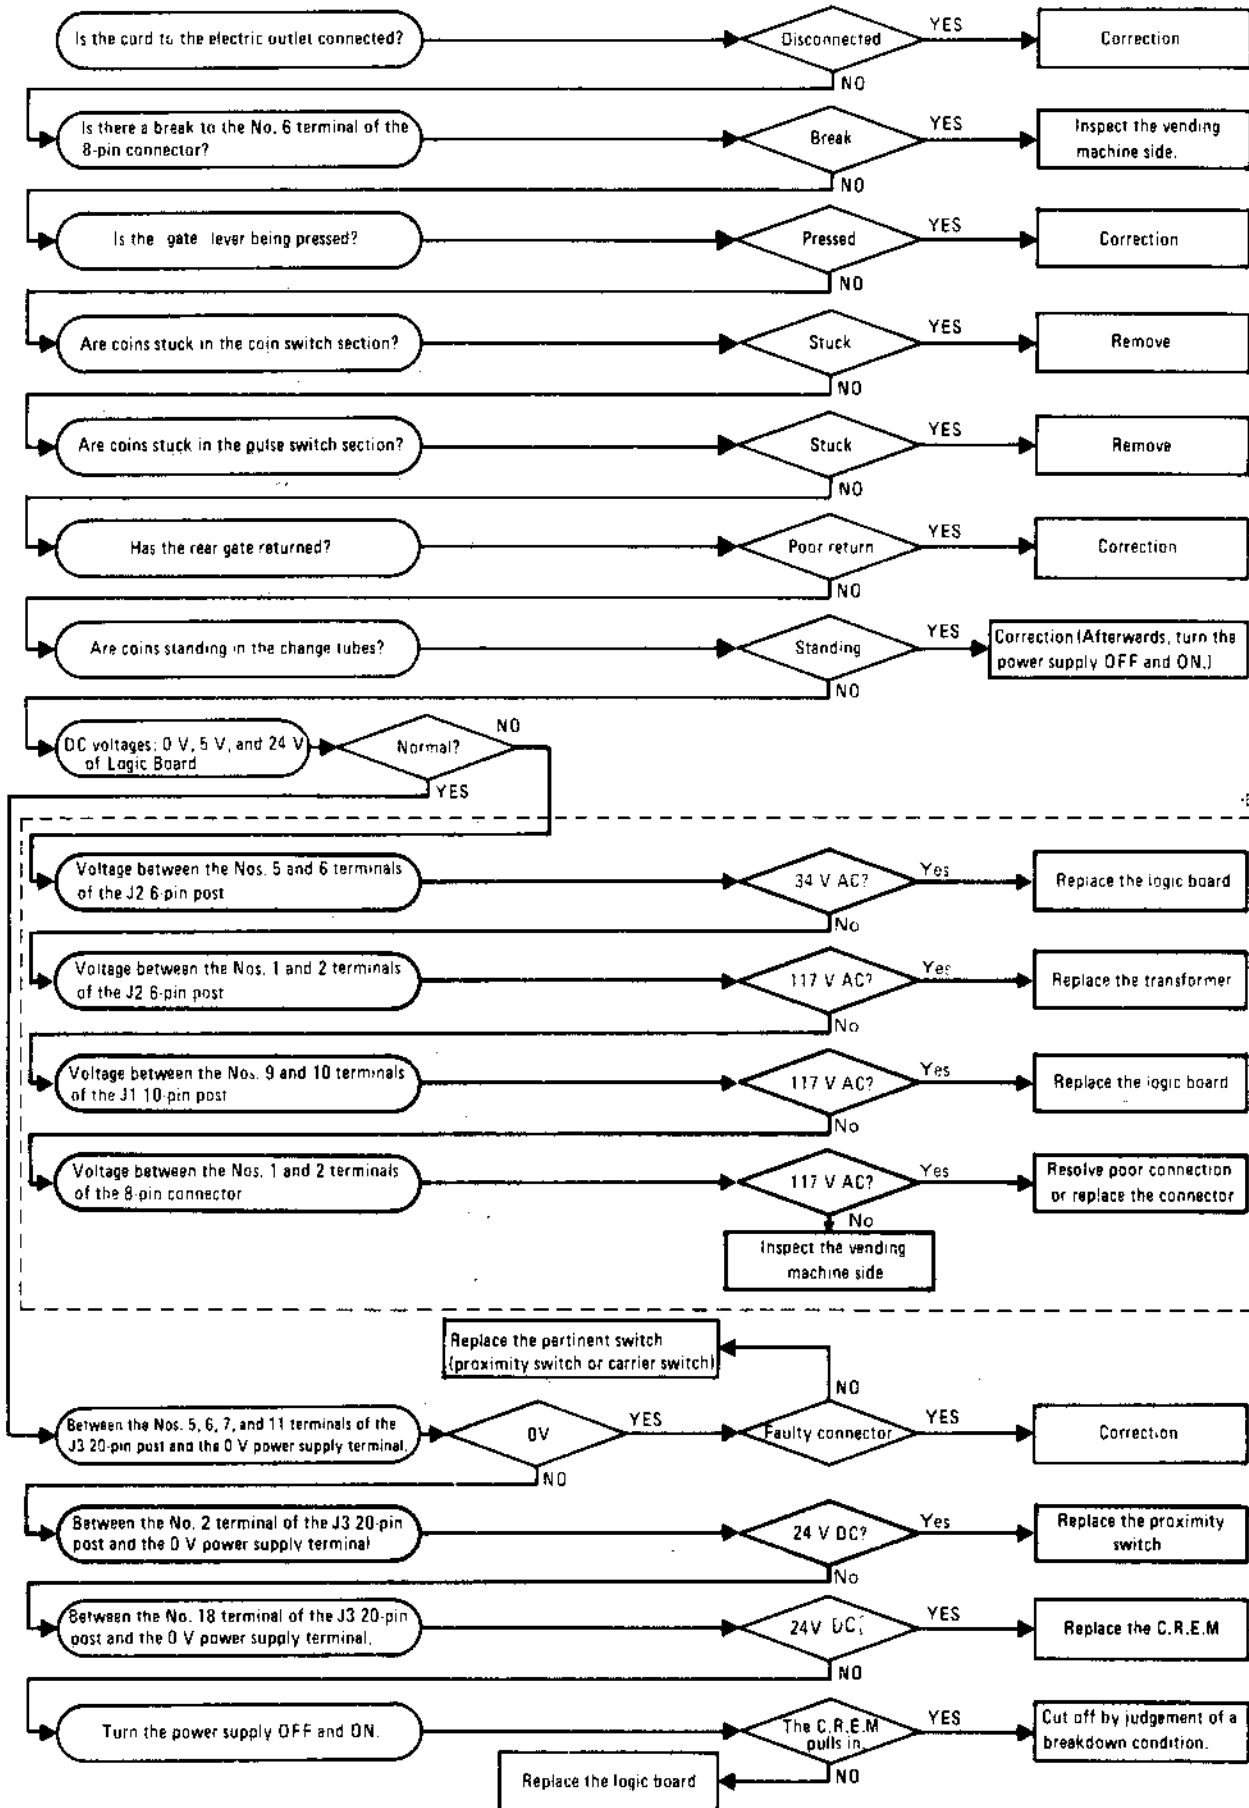 Is the cord to the electric outlet connected?
Disconnected
YES
Correction
NO
Is there a break to the No. 6 terminal of the
8-pin connector?
Break
YES
Inspect the vending
machine side.
NO
Is the gate lever being pressed?
Pressed
YES
Correction
NO
Are coins stuck in the coin switch section?
Stuck
YES
Remove
NO
Are coins stuck in the pulse switch section?
Stuck
YES
Remove
NO
Has the rear gate returned?
Poor return
YES
Correction
NO
Are coins standing in the change tubes?
Standing
YES
Correction (Afterwards, turn the
power supply OFF and ON.)
NO
DC voltages: 0 V, 5 V, and 24 V
of Logic Board
Normal?
NO
YES
Voltage between the Nos. 5 and 6 terminals
of the J2 6-pin post
34 V AC?
Yes
Replace the logic board
No
Voltage between the Nos. 1 and 2 terminals
of the J2 6-pin post
117 V AC?
Yes
Replace the transformer
No
Voltage between the Nos. 9 and 10 terminals
of the J1 10-pin post
117 V AC?
Yes
Replace the logic board
No
Voltage between the Nos. 1 and 2 terminals
of the 8-pin connector
117 V AC?
Yes
Resolve poor connection
or replace the connector
No
Inspect the vending
machine side
Replace the pertinent switch
(proximity switch or carrier switch)
NO
Between the Nos. 5, 6, 7, and 11 terminals of the
J3 20-pin post and the 0 V power supply terminal.
0V
YES
Faulty connector
YES
Correction
NO
Between the No. 2 terminal of the J3 20-pin
post and the 0 V power supply terminal
24 V DC?
Yes
Replace the proximity
switch
No
Between the No. 18 terminal of the J3 20-pin
post and the 0 V power supply terminal.
24V DC?
YES
Replace the C.R.E.M
NO
Turn the power supply OFF and ON.
The C.R.E.M
pulls in.
YES
Cut off by judgement of a
breakdown condition.
NO
Replace the logic board